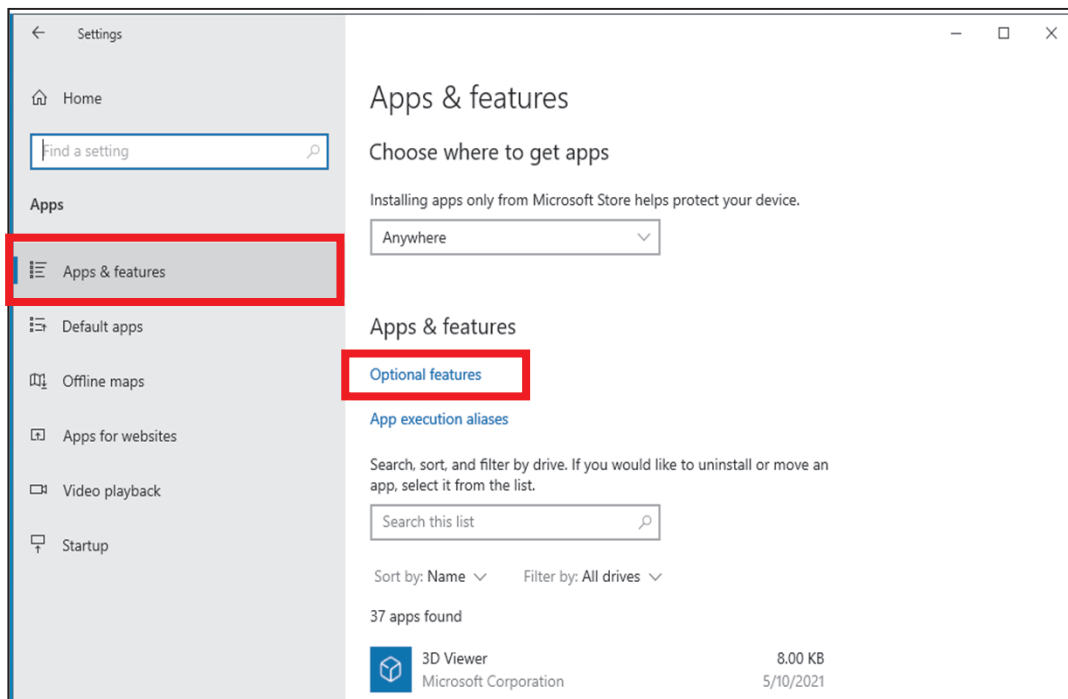 Settings
Home
Find a setting
Apps
Apps & features
Default apps
Offline maps
Apps for websites
Video playback
Startup
Apps & features
Choose where to get apps
Installing apps only from Microsoft Store helps protect your device.
Anywhere
Apps & features
Optional features
App execution aliases
Search, sort, and filter by drive. If you would like to uninstall or move an
app, select it from the list.
Search this list
Sort by: Name Filter by: All drives
37 apps found
3D Viewer 8.00 KB
Microsoft Corporation 5/10/2021